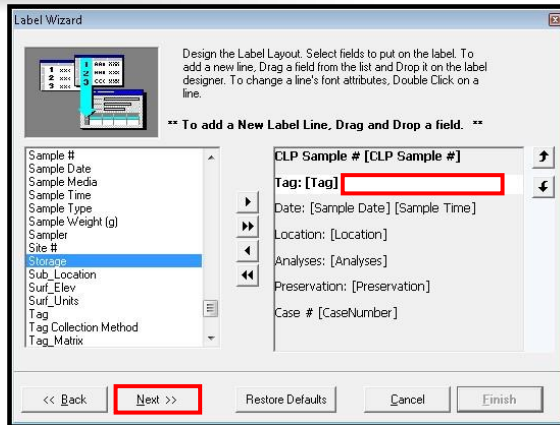 Label Wizard
Design the Label Layout. Select fields to put on the label. To
add a new line, Drag a field from the list and Drop it on the label
designer. To change a line's font attributes, Double Click on a
line.
** To add a New Label Line, Drag and Drop a field. **
Sample #
Sample Date
Sample Media
Sample Time
Sample Type
Sample Weight (g)
Sampler
Site #
Storage
Sub_Location
Surf_Elev
Surf_Units
Tag
Tag Collection Method
Tag_Matrix
CLP Sample # [CLP Sample #]
Tag: [Tag]
Date: [Sample Date] [Sample Time]
Location: [Location]
Analyses: [Analyses]
Preservation: [Preservation]
Case # [CaseNumber]
<< Back
Next >>
Restore Defaults
Cancel
Finish